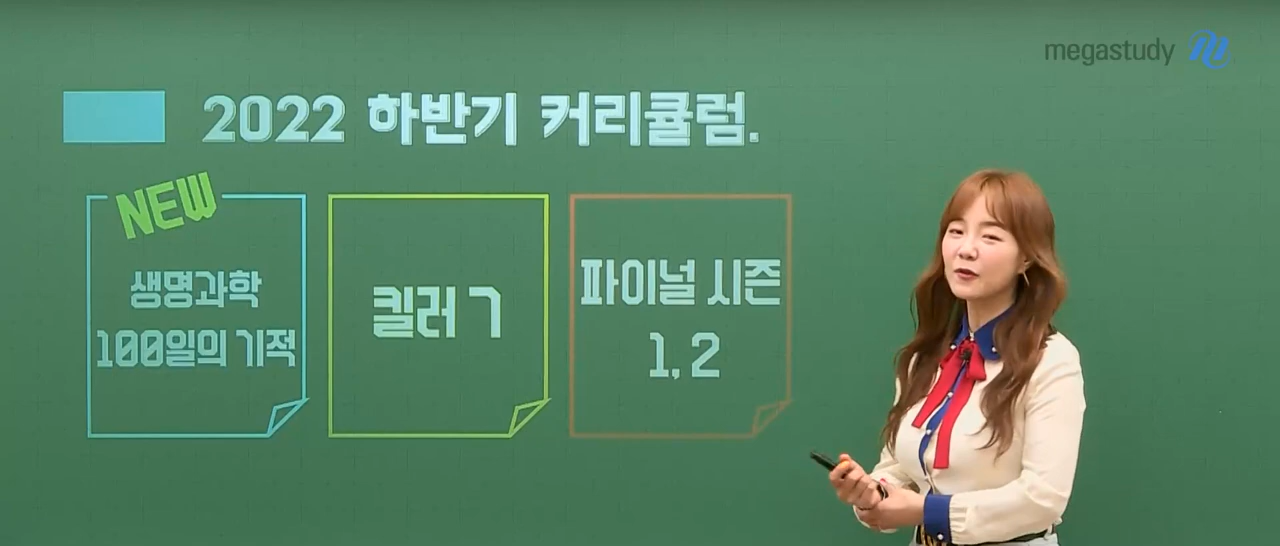 megastudy
2022 하반기 커리큘럼.
NEW
생명과학
100일의 기적
킬러 7
파이널 시즌
1, 2